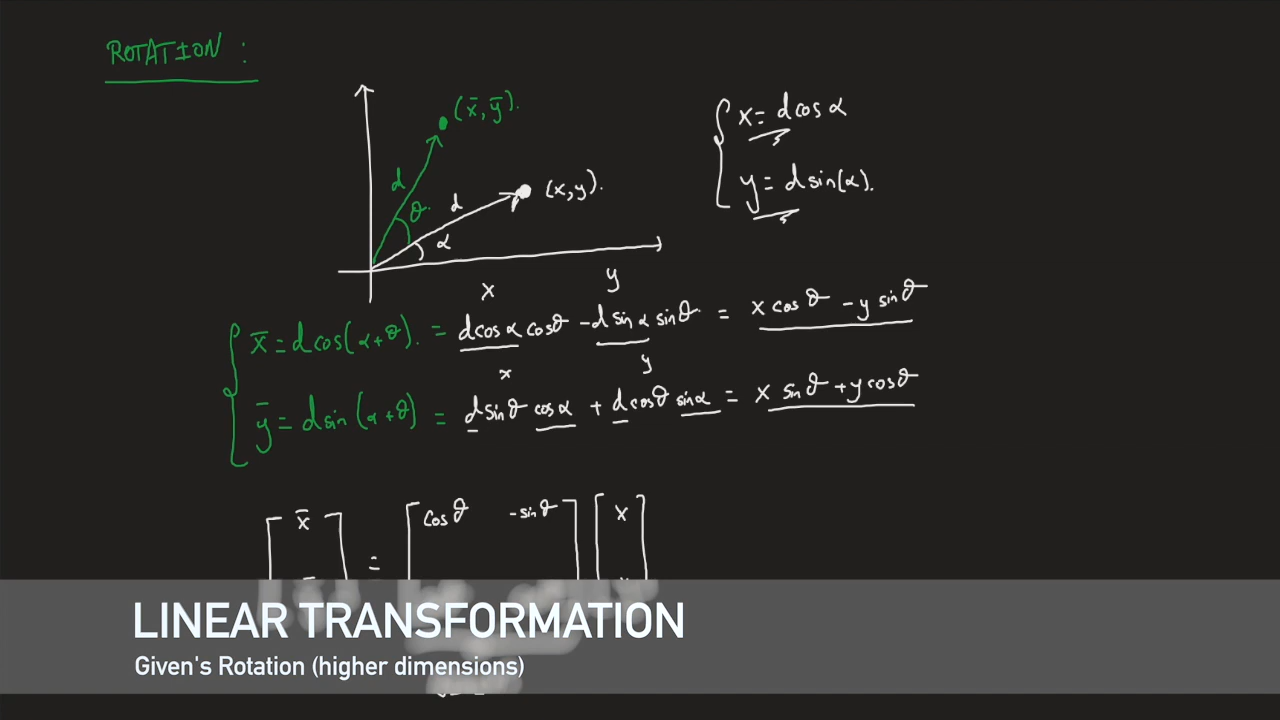 ROTATION :
(x̄, ȳ).
x = d cos α
d
θ
d
(x,y).
y = d sin(α).
α
x y
x̄ = d cos(α+θ). = d cos α cos θ - d sin α sin θ = x cos θ - y sin θ
x y
ȳ = d sin (α+θ) = d sin θ cos α + d cos θ sin α = x sin θ + y cos θ
x̄ = cos θ - sin θ x
LINEAR TRANSFORMATION
Given's Rotation (higher dimensions)